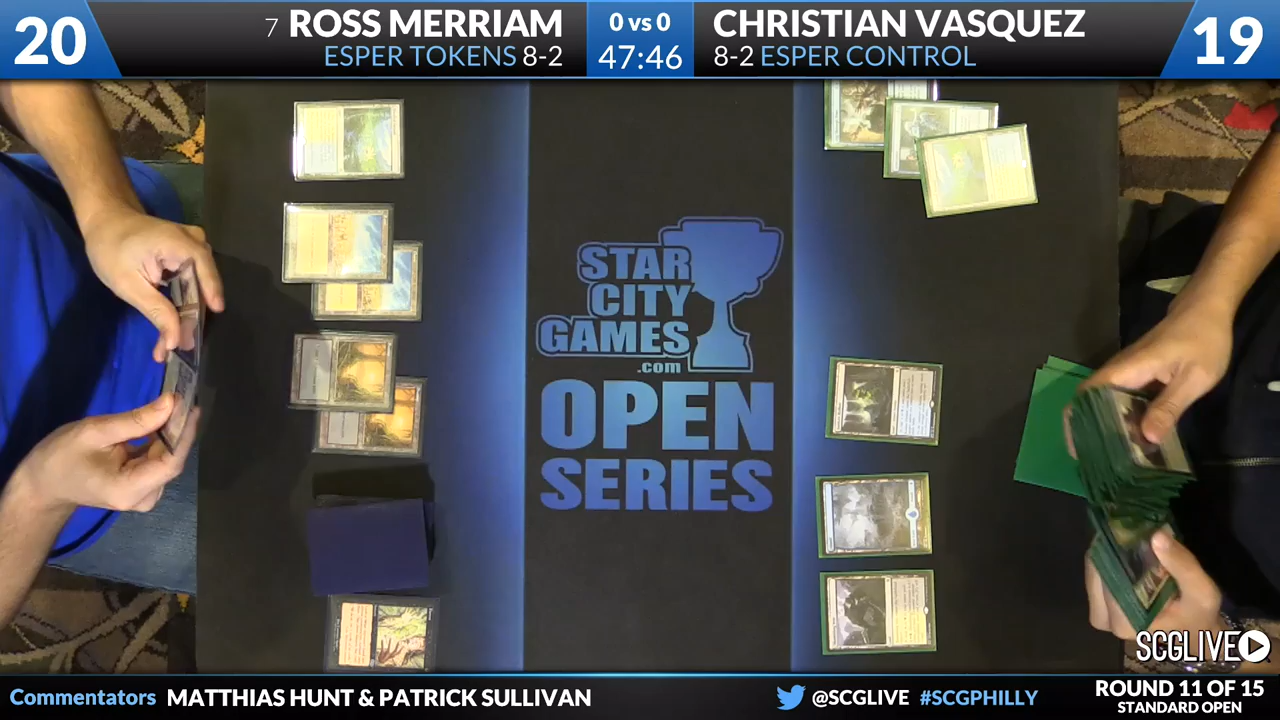 20
7 ROSS MERRIAM
ESPER TOKENS 8-2
0 vs 0
47:46
CHRISTIAN VASQUEZ
8-2 ESPER CONTROL
19
STAR
CITY
GAMES
.com
OPEN
SERIES
SCGLIVE
Commentators MATTHIAS HUNT & PATRICK SULLIVAN
@SCGLIVE #SCGPHILLY
ROUND 11 OF 15
STANDARD OPEN